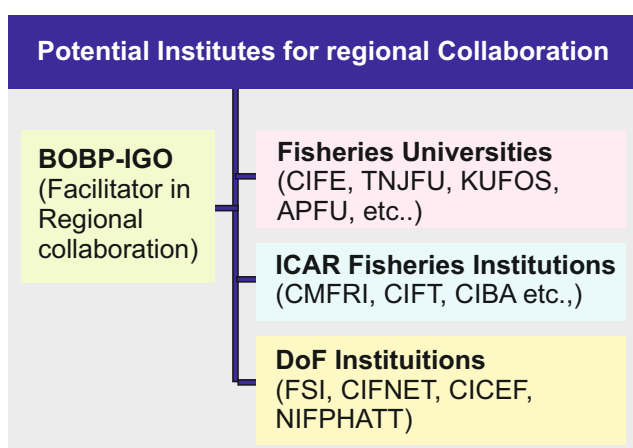 Potential Institutes for regional Collaboration
BOBP-IGO
(Facilitator in
Regional
collaboration)
Fisheries Universities
(CIFE, TNJFU, KUFOS,
APFU, etc..)
ICAR Fisheries Institutions
(CMFRI, CIFT, CIBA etc.,)
DoF Instituitions
(FSI, CIFNET, CICEF,
NIFPHATT)